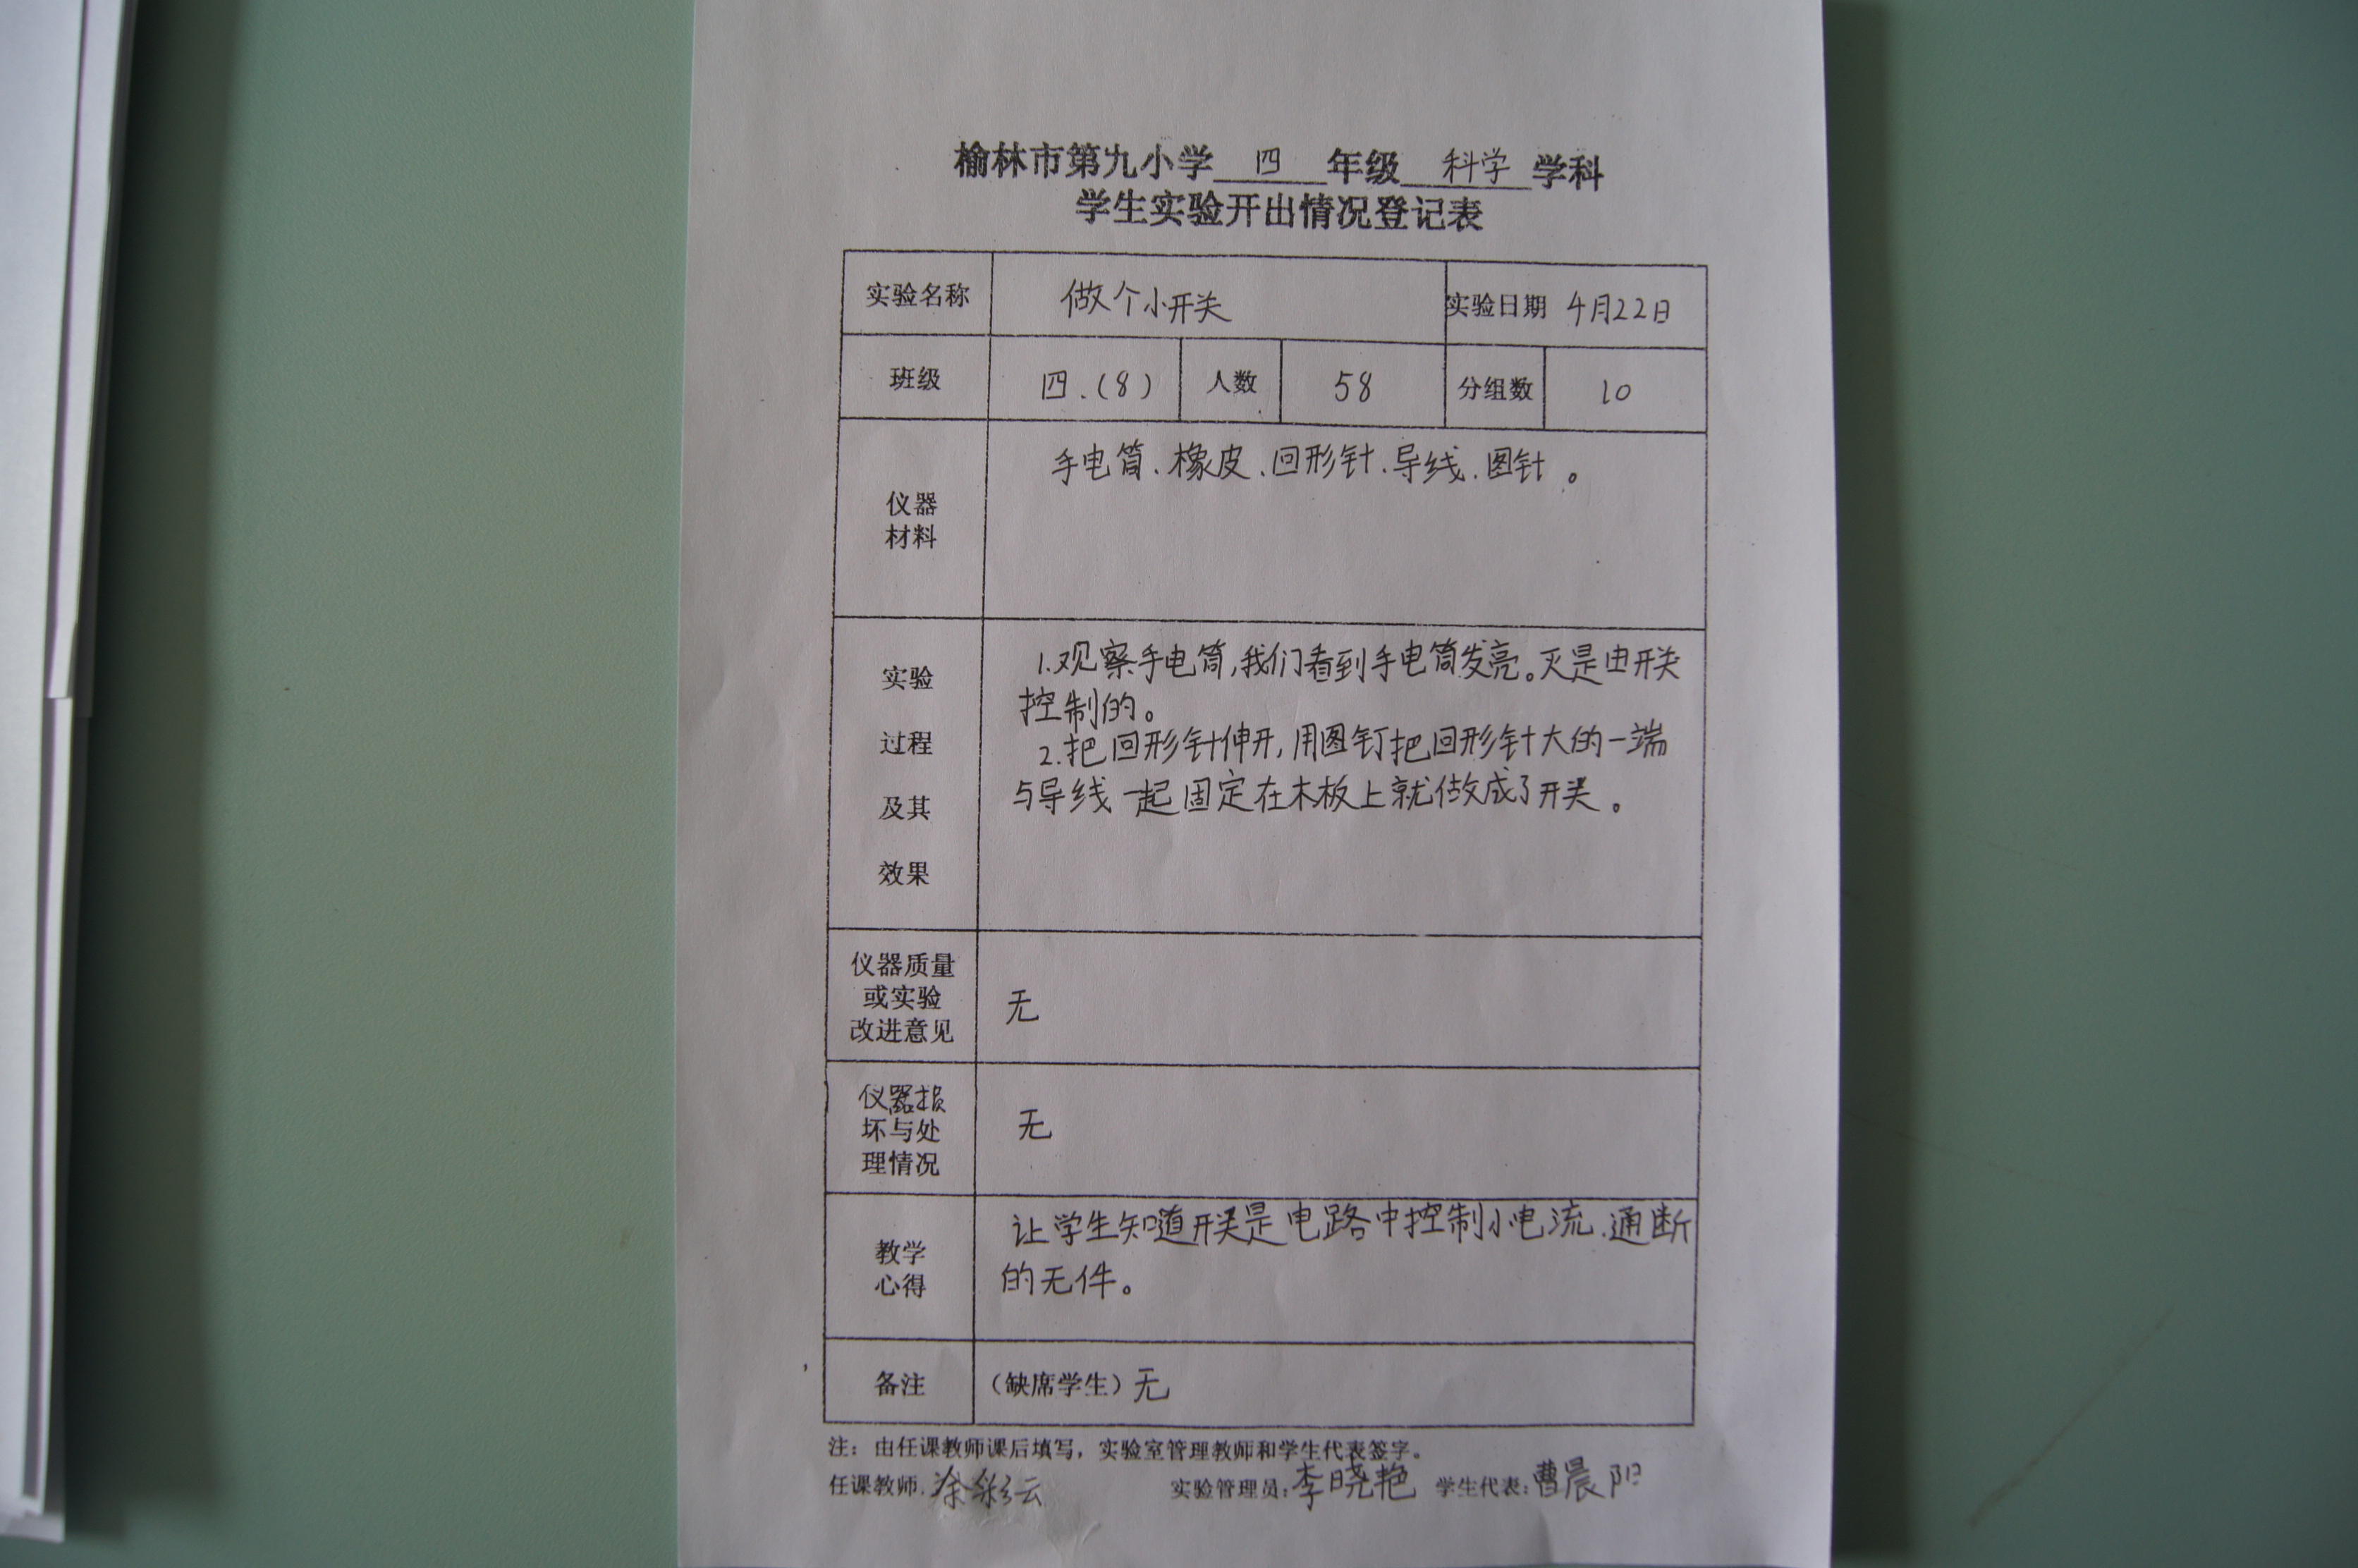 榆林市第九小学 四 年级 科学 学科
学生实验开出情况登记表
实验名称 做个小开关 实验日期 4月22日
班级 四.(8) 人数 58 分组数 10
仪器
材料
手电筒、橡皮、回形针、导线、图针。
实验
过程
及其
效果
1.观察手电筒,我们看到手电筒发亮。灭是由开关
控制的。
2.把回形针伸开,用图钉把回形针大的一端
与导线一起固定在木板上就做成了开关。
仪器质量
或实验
改进意见
无
仪器损
坏与处
理情况
无
教学
心得
让学生知道开关是电路中控制小电流、通断
的无件。
备注 (缺席学生)无
注:由任课教师课后填写,实验室管理教师和学生代表签字。
任课教师.涂彩云 实验管理员:李晓艳 学生代表:曹晨阳